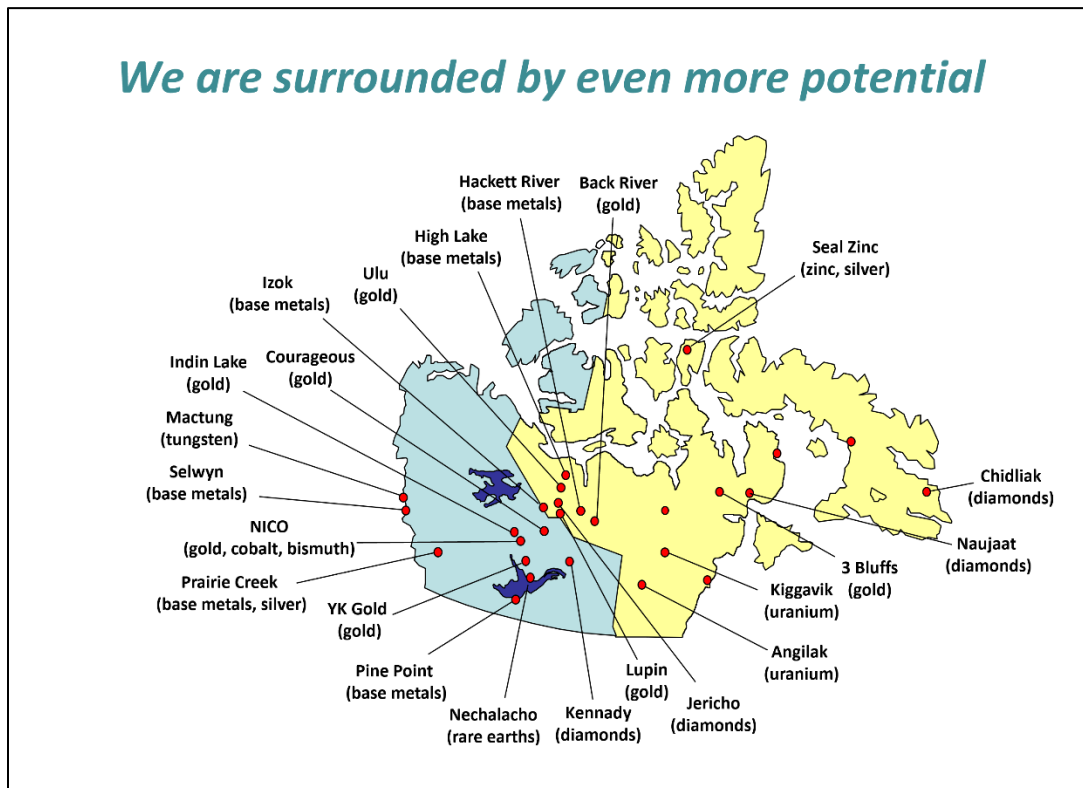 We are surrounded by even more potential
Hackett River
(base metals)
Back River
(gold)
High Lake
(base metals)
Seal Zinc
(zinc, silver)
Ulu
(gold)
Izok
(base metals)
Courageous
(gold)
Indin Lake
(gold)
Mactung
(tungsten)
Selwyn
(base metals)
NICO
(gold, cobalt, bismuth)
Prairie Creek
(base metals, silver)
YK Gold
(gold)
Pine Point
(base metals)
Nechalacho
(rare earths)
Kennady
(diamonds)
Lupin
(gold)
Jericho
(diamonds)
Angilak
(uranium)
Kiggavik
(uranium)
3 Bluffs
(gold)
Naujaat
(diamonds)
Chidliak
(diamonds)